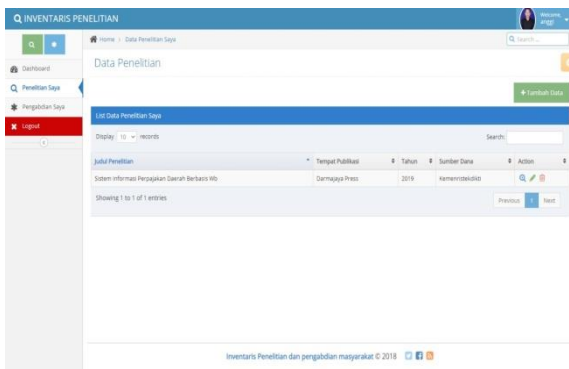 INVENTARIS PENELITIAN
Welcome, anggi
Home › Data Penelitian Saya
Search ...
Dashboard
Penelitian Saya
Pengabdian Saya
Logout
Data Penelitian
+ Tambah Data
List Data Penelitian Saya
Display 10 records
Search:
Judul Penelitian Tempat Publikasi Tahun Sumber Dana Action
Sistem Informasi Perpajakan Daerah Berbasis Wb Darmajaya Press 2019 Kemenristekdikti
Showing 1 to 1 of 1 entries
Previous 1 Next
Inventaris Penelitian dan pengabdian masyarakat © 2018